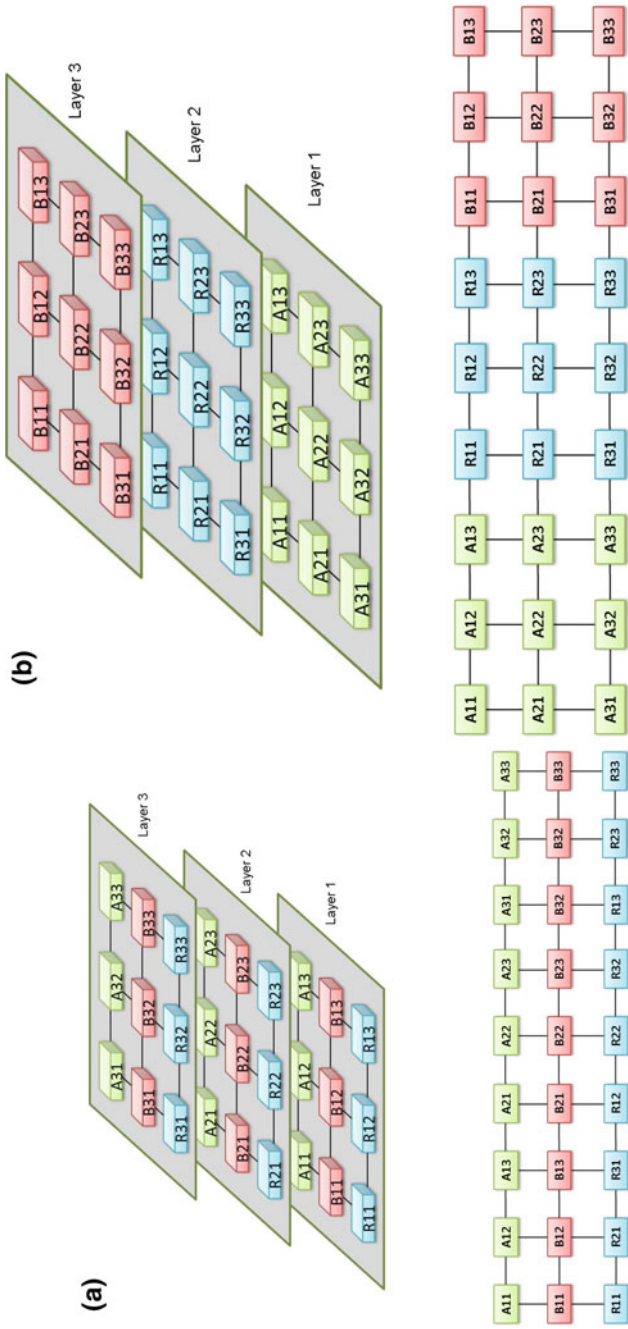 (a)
Layer 3
A31 A32 A33
B31 B32 B33
R31 R32 R33
Layer 2
A21 A22 A23
B21 B22 B23
R21 R22 R23
Layer 1
A11 A12 A13
B11 B12 B13
R11 R12 R13
A11 A12 A13 A21 A22 A23 A31 A32 A33
B11 B12 B13 B21 B22 B23 B32 B32 B33
R11 R21 R31 R12 R22 R32 R13 R23 R33
(b)
Layer 3
B11 B12 B13
B21 B22 B23
B31 B32 B33
Layer 2
R11 R12 R13
R21 R22 R23
R31 R32 R33
Layer 1
A11 A12 A13
A21 A22 A23
A31 A32 A33
A11 A12 A13 R11 R12 R13 B11 B12 B13
A21 A22 A23 R21 R22 R23 B21 B22 B23
A31 A32 A33 R31 R32 R33 B31 B32 B33